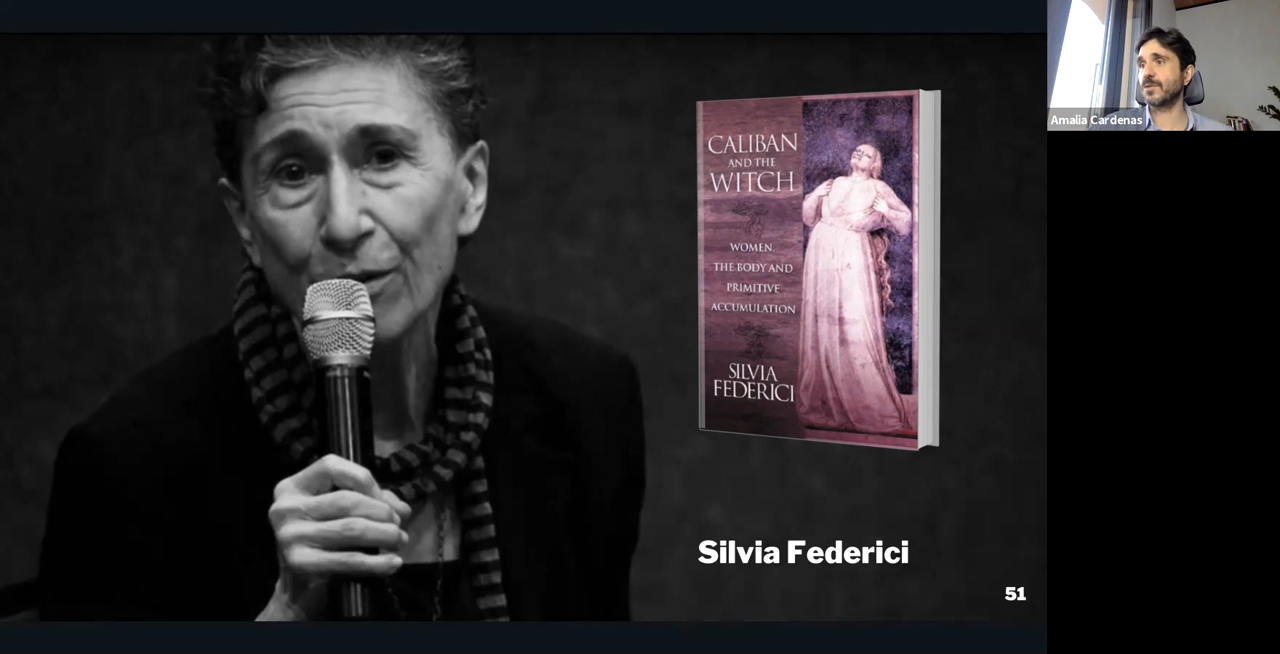 CALIBAN
AND THE
WITCH
WOMEN,
THE BODY AND
PRIMITIVE
ACCUMULATION
SILVIA
FEDERICI
Silvia Federici
51
Amalia Cardenas